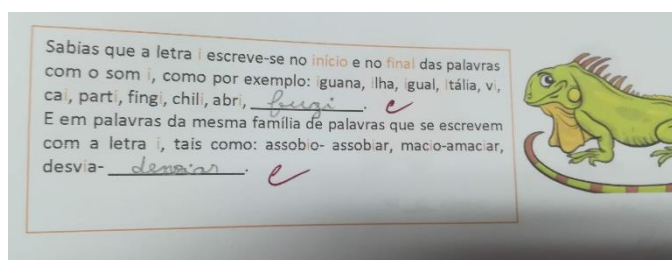 Sabias que a letra i escreve-se no início e no final das palavras
com o som i, como por exemplo: iguana, ilha, igual, Itália, vi,
cai, parti, fingi, chili, abri, fugi.
E em palavras da mesma família de palavras que se escrevem
com a letra i, tais como: assobio- assobiar, macio-amaciar,
desvia- desviar.